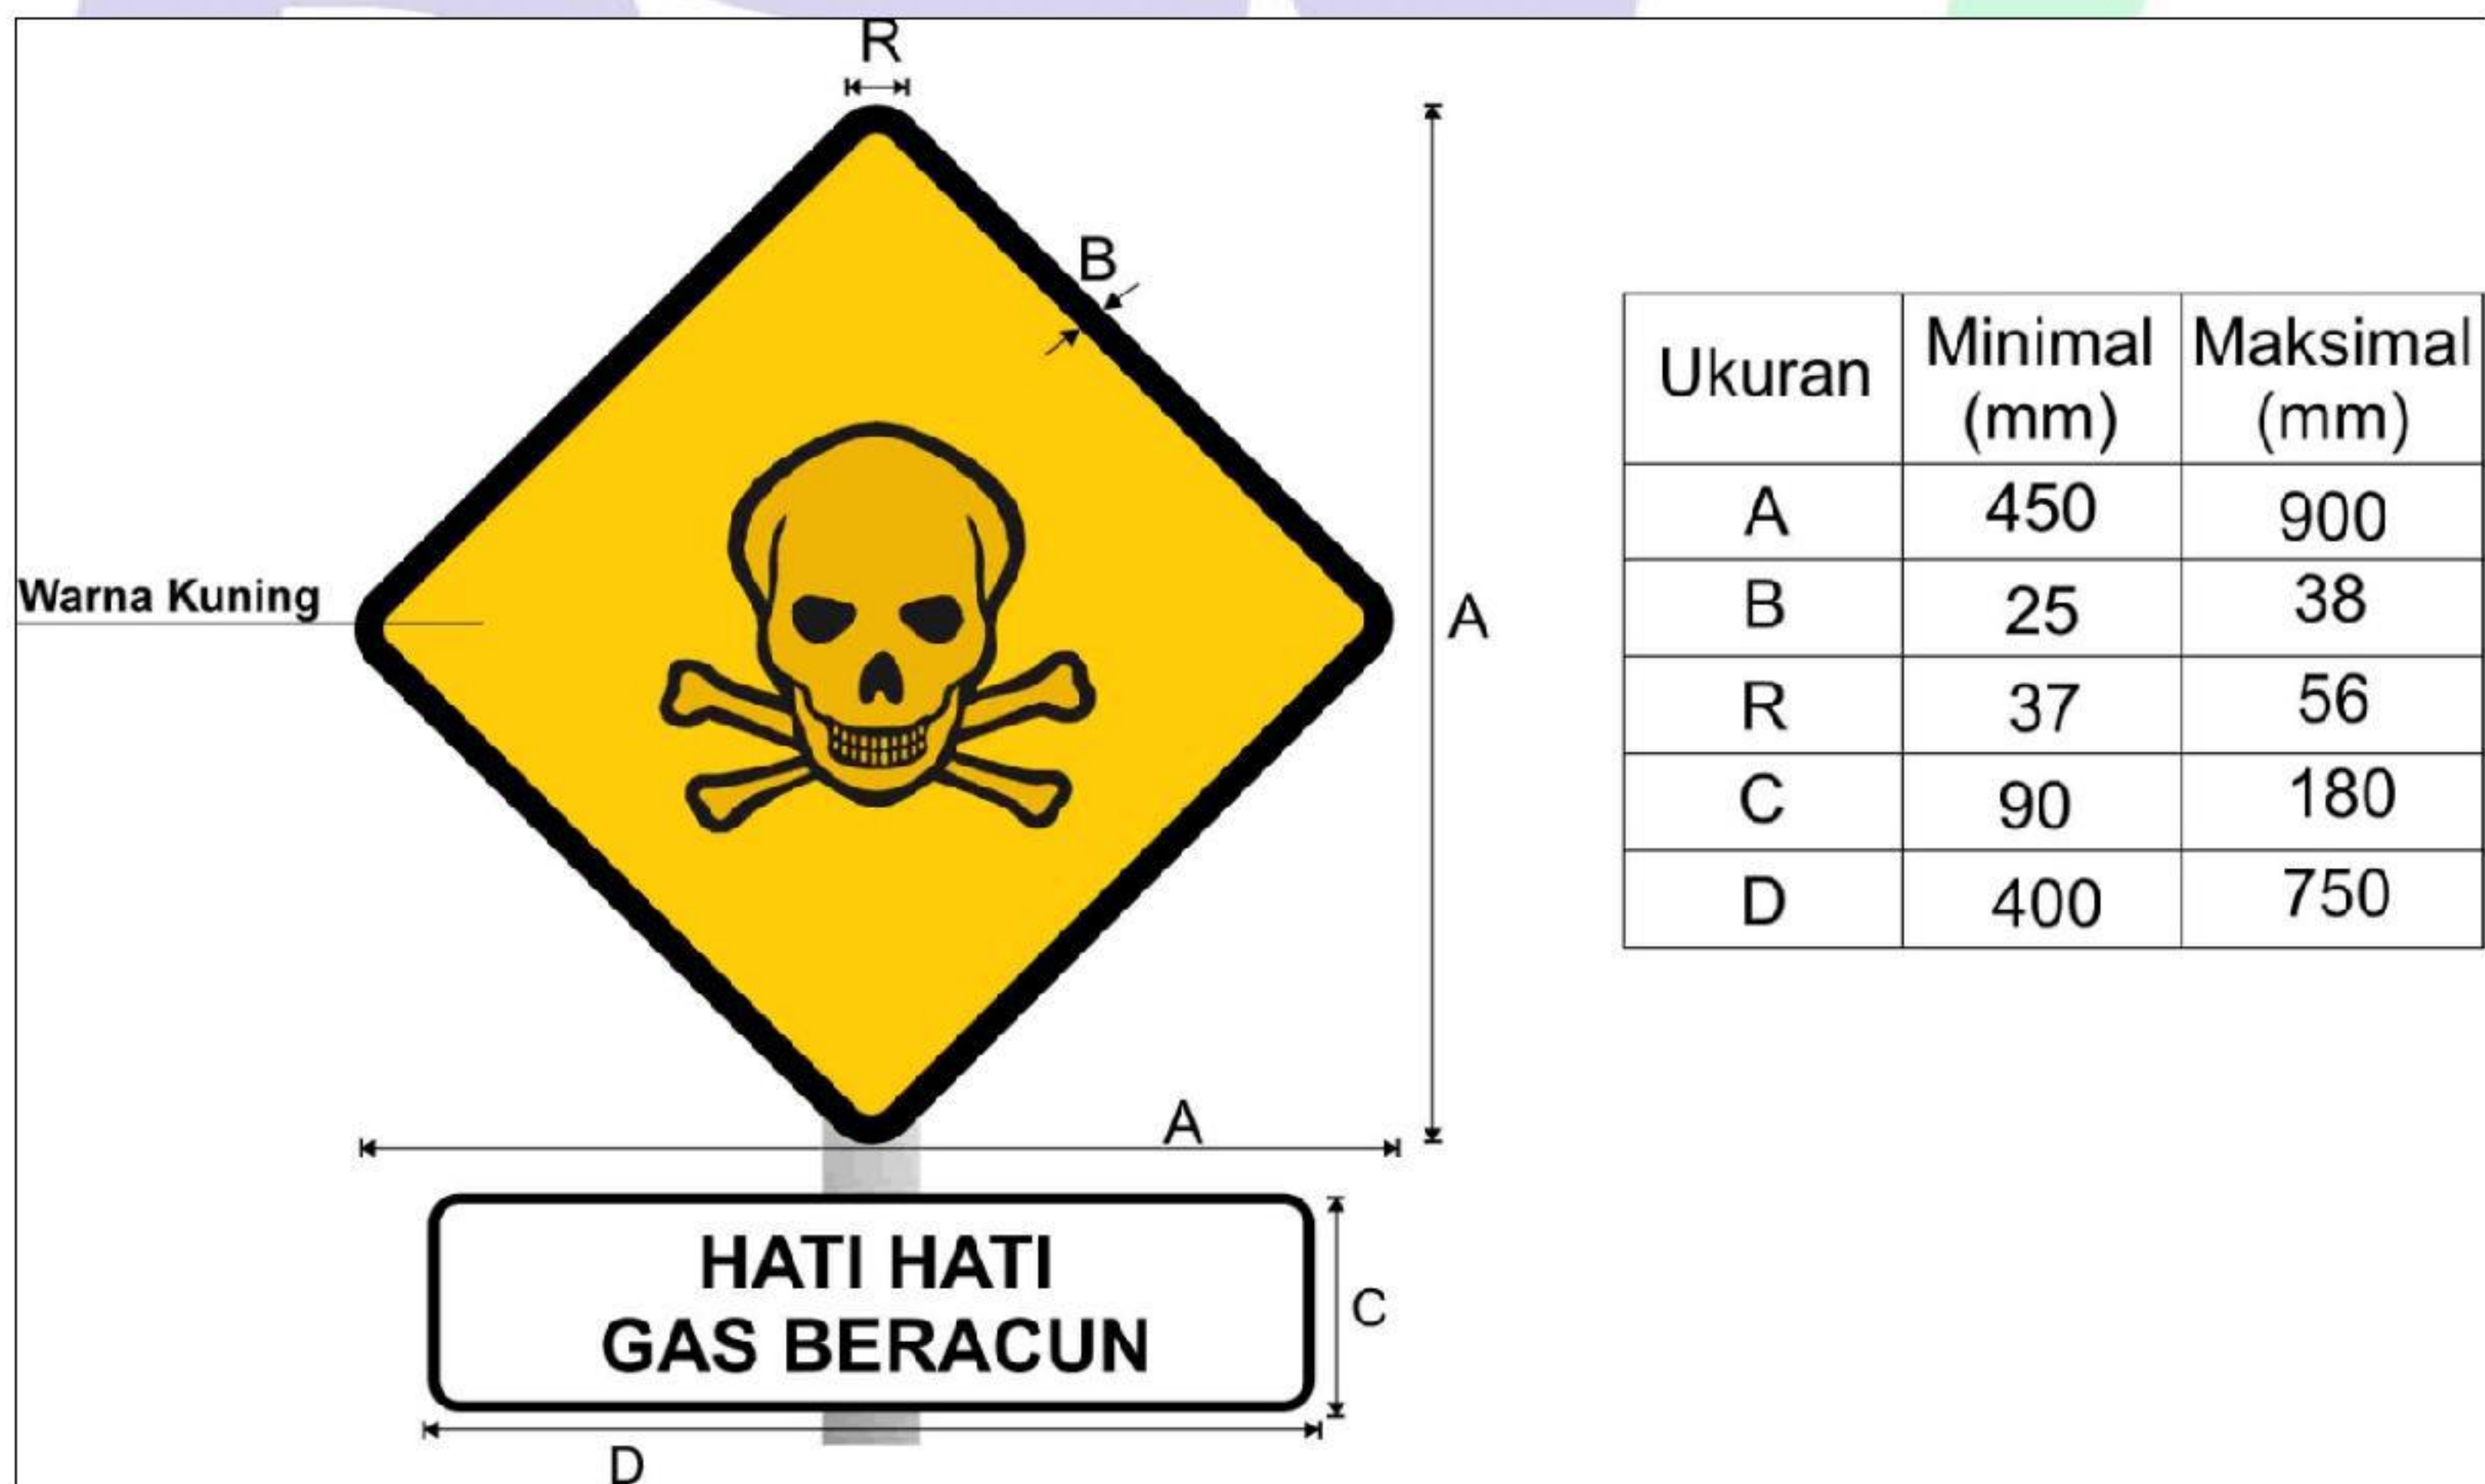 R
B
Warna Kuning
A
A
HATI HATI
GAS BERACUN
C
D
Ukuran Minimal (mm) Maksimal (mm)
A 450 900
B 25 38
R 37 56
C 90 180
D 400 750